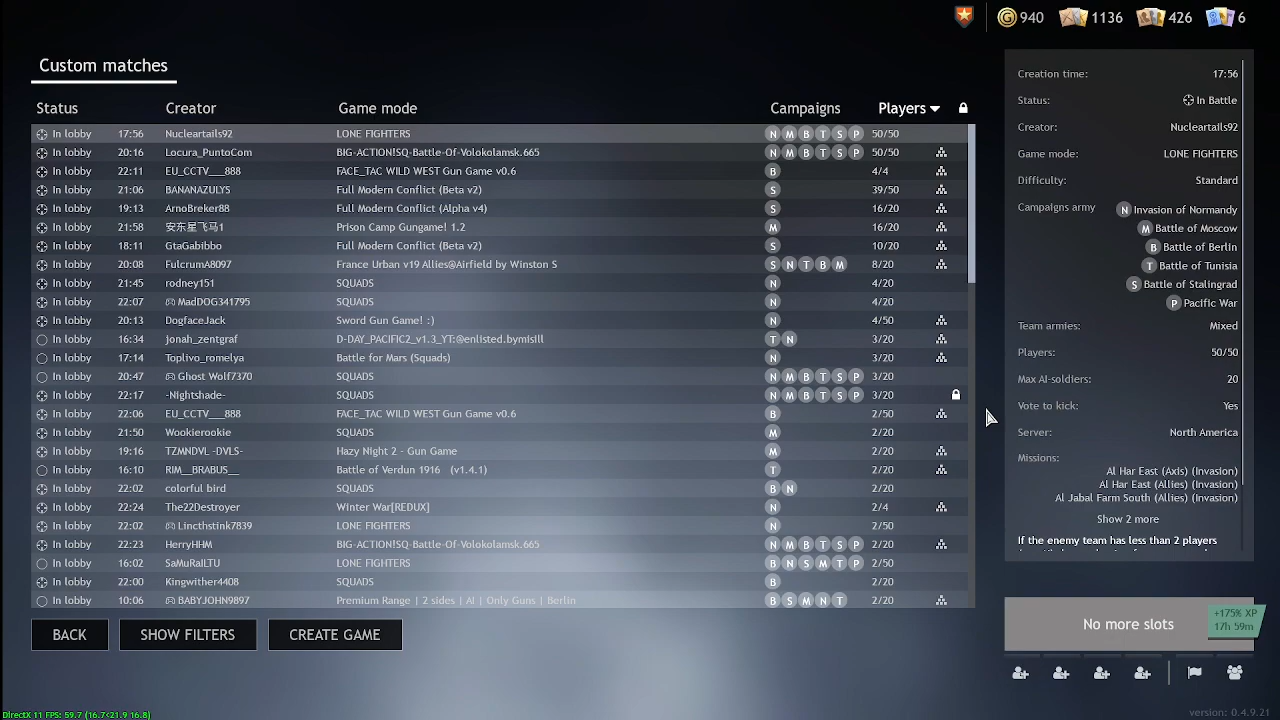 940 1136 426 6
Custom matches
Status Creator Game mode Campaigns Players
In lobby 17:56 Nucleartails92 LONE FIGHTERS N M B T S P 50/50
In lobby 20:16 Locura_PuntoCom BIG-ACTION!SQ-Battle-Of-Volokolamsk.665 N M B T S P 50/50
In lobby 22:11 EU_CCTV___888 FACE_TAC WILD WEST Gun Game v0.6 B 4/4
In lobby 21:06 BANANAZULYS Full Modern Conflict (Beta v2) S 39/50
In lobby 19:13 ArnoBreker88 Full Modern Conflict (Alpha v4) S 16/20
In lobby 21:58 安东星飞马1 Prison Camp Gungame! 1.2 M 16/20
In lobby 18:11 GtaGabibbo Full Modern Conflict (Beta v2) S 10/20
In lobby 20:08 FulcrumA8097 France Urban v19 Allies@Airfield by Winston S S N T B M 8/20
In lobby 21:45 rodney151 SQUADS N 4/20
In lobby 22:07 MadDOG341795 SQUADS N 4/20
In lobby 20:13 DogfaceJack Sword Gun Game! :) N 4/50
In lobby 16:34 jonah_zentgraf D-DAY_PACIFIC2_v1.3_YT:@enlisted.bymisill T N 3/20
In lobby 17:14 Toplivo_romelya Battle for Mars (Squads) N 3/20
In lobby 20:47 Ghost Wolf7370 SQUADS N M B T S P 3/20
In lobby 22:17 -Nightshade- SQUADS N M B T S P 3/20
In lobby 22:06 EU_CCTV___888 FACE_TAC WILD WEST Gun Game v0.6 B 2/50
In lobby 21:50 Wookierookie SQUADS M 2/20
In lobby 19:16 TZMNDVL -DVLS- Hazy Night 2 - Gun Game M 2/20
In lobby 16:10 RIM__BRABUS__ Battle of Verdun 1916 (v1.4.1) T 2/20
In lobby 22:02 colorful bird SQUADS B N 2/20
In lobby 22:24 The22Destroyer Winter War[REDUX] N 2/4
In lobby 22:02 Lincthstink7839 LONE FIGHTERS N 2/50
In lobby 22:23 HerryHHM BIG-ACTION!SQ-Battle-Of-Volokolamsk.665 N M B T S P 2/20
In lobby 16:02 SaMuRaiLTU LONE FIGHTERS B N S M T P 2/50
In lobby 22:00 Kingwither4408 SQUADS B 2/20
In lobby 10:06 BABYJOHN9897 Premium Range | 2 sides | AI | Only Guns | Berlin B S M N T 2/20
BACK SHOW FILTERS CREATE GAME
Creation time: 17:56
Status: In Battle
Creator: Nucleartails92
Game mode: LONE FIGHTERS
Difficulty: Standard
Campaigns army N Invasion of Normandy
M Battle of Moscow
B Battle of Berlin
T Battle of Tunisia
S Battle of Stalingrad
P Pacific War
Team armies: Mixed
Players: 50/50
Max AI-soldiers: 20
Vote to kick: Yes
Server: North America
Missions:
Al Har East (Axis) (Invasion)
Al Har East (Allies) (Invasion)
Al Jabal Farm South (Allies) (Invasion)
Show 2 more
If the enemy team has less than 2 players
No more slots
+175% XP
17h 59m
DirectX 11 FPS: 59.7 (16.7<21.9 16.8)
version: 0.4.9.21